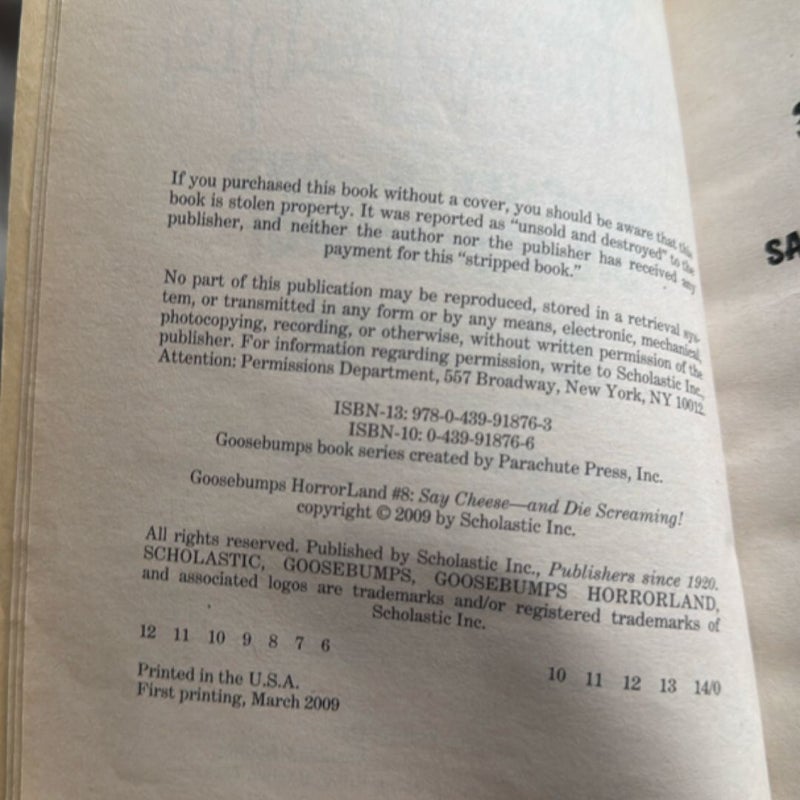 If you purchased this book without a cover, you should be aware that this
book is stolen property. It was reported as "unsold and destroyed" to the
publisher, and neither the author nor the publisher has received any
payment for this "stripped book."
No part of this publication may be reproduced, stored in a retrieval sys-
tem, or transmitted in any form or by any means, electronic, mechanical,
photocopying, recording, or otherwise, without written permission of the
publisher. For information regarding permission, write to Scholastic Inc.,
Attention: Permissions Department, 557 Broadway, New York, NY 10012.
ISBN-13: 978-0-439-91876-3
ISBN-10: 0-439-91876-6
Goosebumps book series created by Parachute Press, Inc.
Goosebumps HorrorLand #8: Say Cheese—and Die Screaming!
copyright © 2009 by Scholastic Inc.
All rights reserved. Published by Scholastic Inc., Publishers since 1920.
SCHOLASTIC, GOOSEBUMPS, GOOSEBUMPS HORRORLAND,
and associated logos are trademarks and/or registered trademarks of
Scholastic Inc.
12 11 10 9 8 7 6
10 11 12 13 14/0
Printed in the U.S.A.
First printing, March 2009
SA